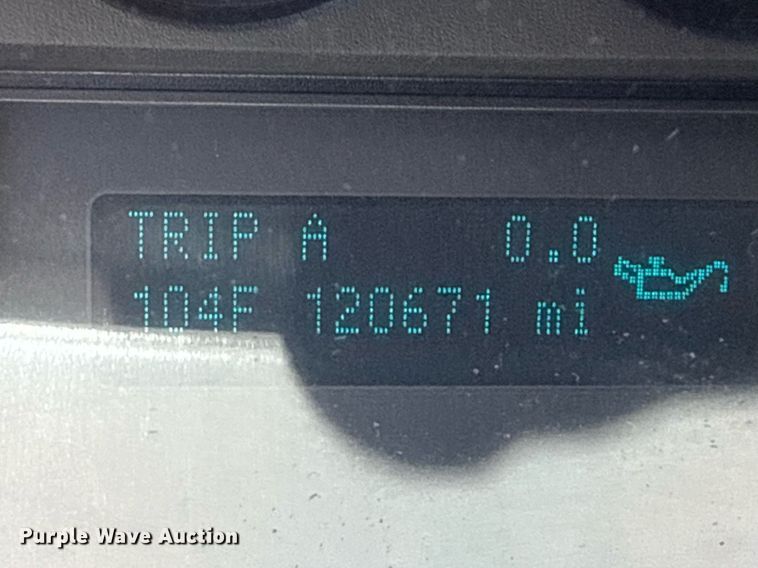 TRIP A 0.0
104F 120671 mi
Purple Wave Auction